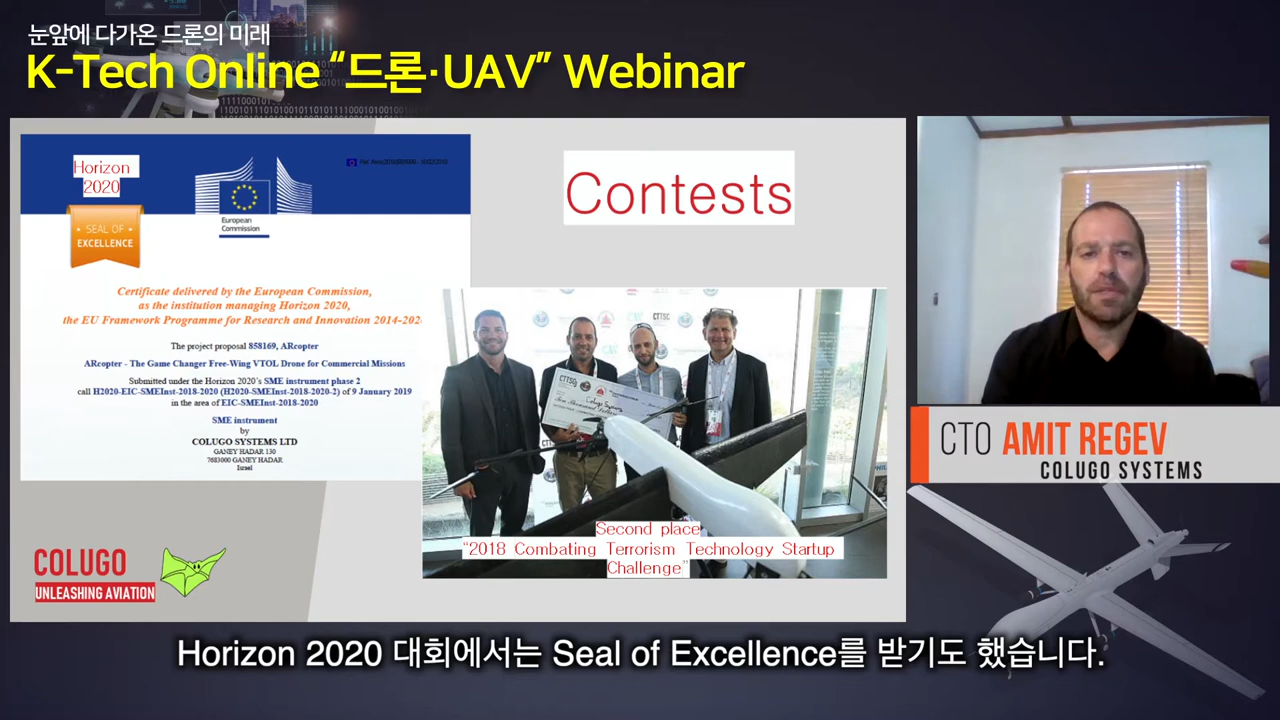 눈앞에 다가온 드론의 미래
K-Tech Online “드론·UAV” Webinar
Horizon
2020
SEAL OF
EXCELLENCE
European
Commission
Certificate delivered by the European Commission,
as the institution managing Horizon 2020,
the EU Framework Programme for Research and Innovation 2014-202
The project proposal 858169, ARcopter
ARcopter - The Game Changer Free-Wing VTOL Drone for Commercial Missions
Submitted under the Horizon 2020's SME instrument phase 2
call H2020-EIC-SMEInst-2018-2020 (H2020-SMEInst-2018-2020-2) of 9 January 2019
in the area of EIC-SMEInst-2018-2020
SME instrument
by
COLUGO SYSTEMS LTD
GANEY HADAR 130
7683000 GANEY HADAR
Israel
Contests
CTTSO
Colugo Systems
Second place
“2018 Combating Terrorism Technology Startup
Challenge”
COLUGO
UNLEASHING AVIATION
CTO AMIT REGEV
COLUGO SYSTEMS
Horizon 2020 대회에서는 Seal of Excellence를 받기도 했습니다.